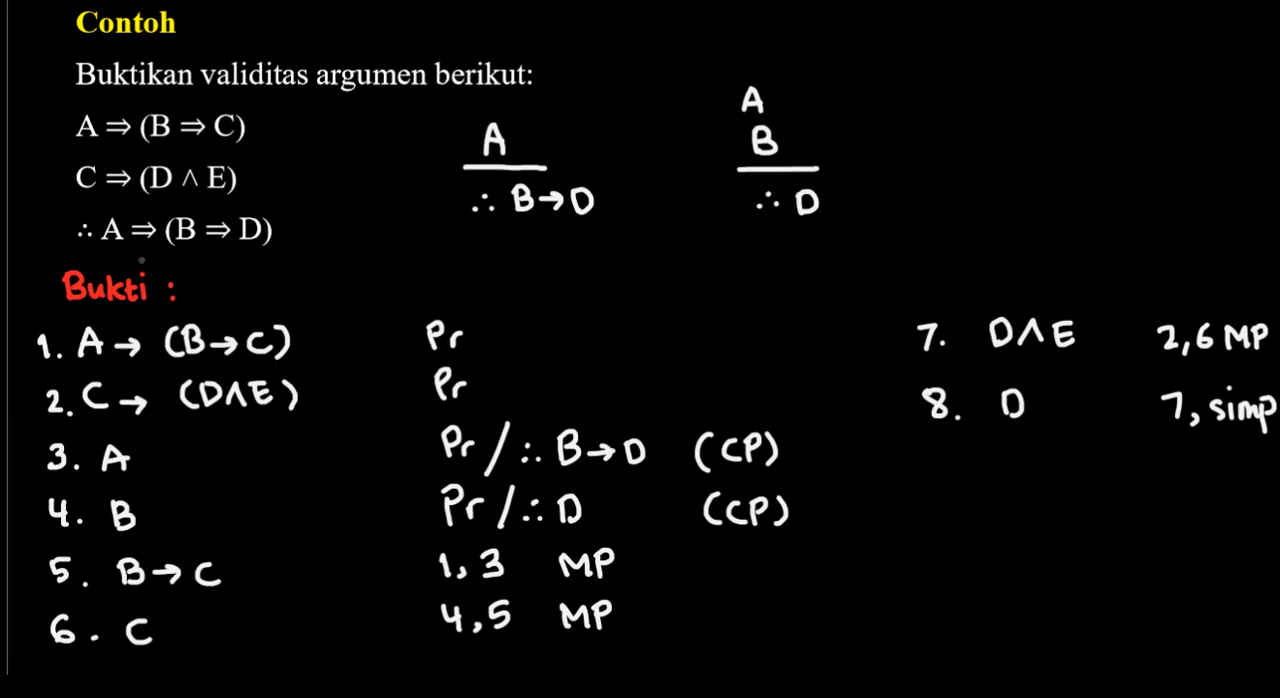 Contoh
Buktikan validitas argumen berikut:
A ⇒ (B ⇒ C)
C ⇒ (D ∧ E)
∴ A ⇒ (B ⇒ D)
A
∴ B → D
A
B
∴ D
Bukti :
1. A → (B → C) Pr
2. C → (D ∧ E) Pr
3. A Pr / ∴ B → D (CP)
4. B Pr / ∴ D (CP)
5. B → C 1, 3 MP
6. C 4, 5 MP
7. D ∧ E 2, 6 MP
8. D 7, simp